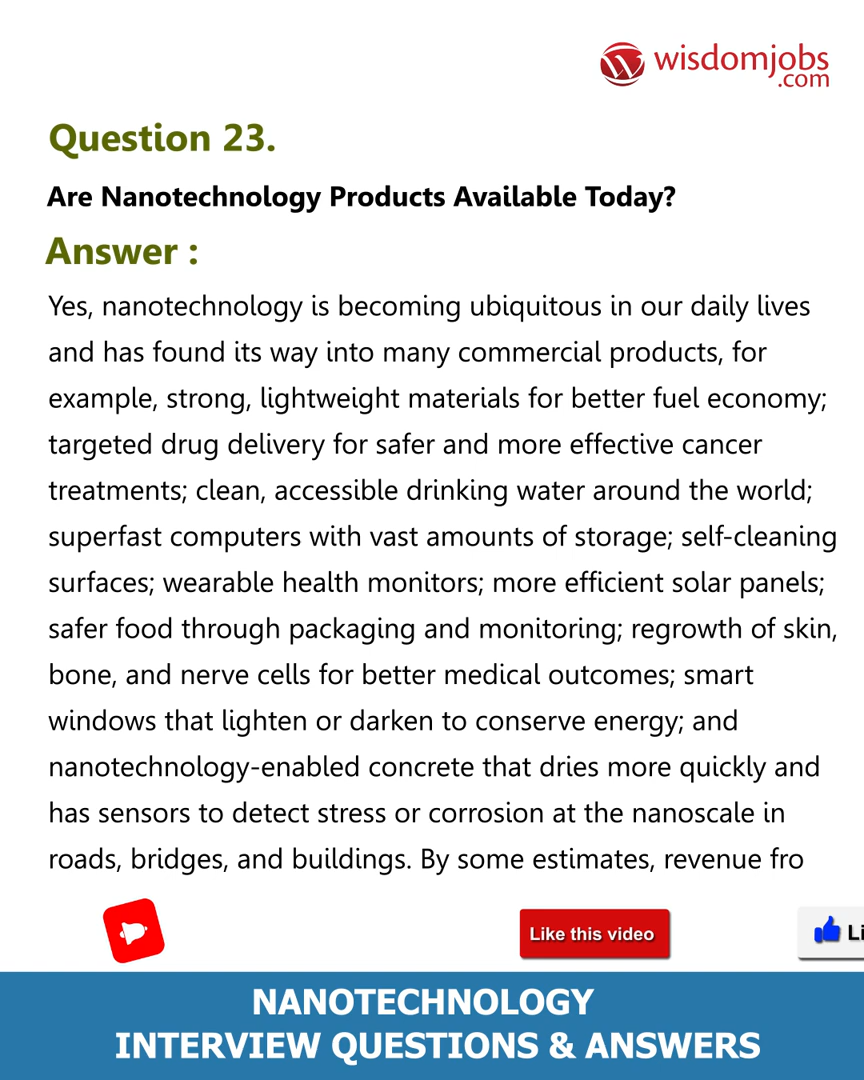 wisdomjobs
.com
Question 23.
Are Nanotechnology Products Available Today?
Answer :
Yes, nanotechnology is becoming ubiquitous in our daily lives
and has found its way into many commercial products, for
example, strong, lightweight materials for better fuel economy;
targeted drug delivery for safer and more effective cancer
treatments; clean, accessible drinking water around the world;
superfast computers with vast amounts of storage; self-cleaning
surfaces; wearable health monitors; more efficient solar panels;
safer food through packaging and monitoring; regrowth of skin,
bone, and nerve cells for better medical outcomes; smart
windows that lighten or darken to conserve energy; and
nanotechnology-enabled concrete that dries more quickly and
has sensors to detect stress or corrosion at the nanoscale in
roads, bridges, and buildings. By some estimates, revenue fro
Like this video
Li
NANOTECHNOLOGY
INTERVIEW QUESTIONS & ANSWERS